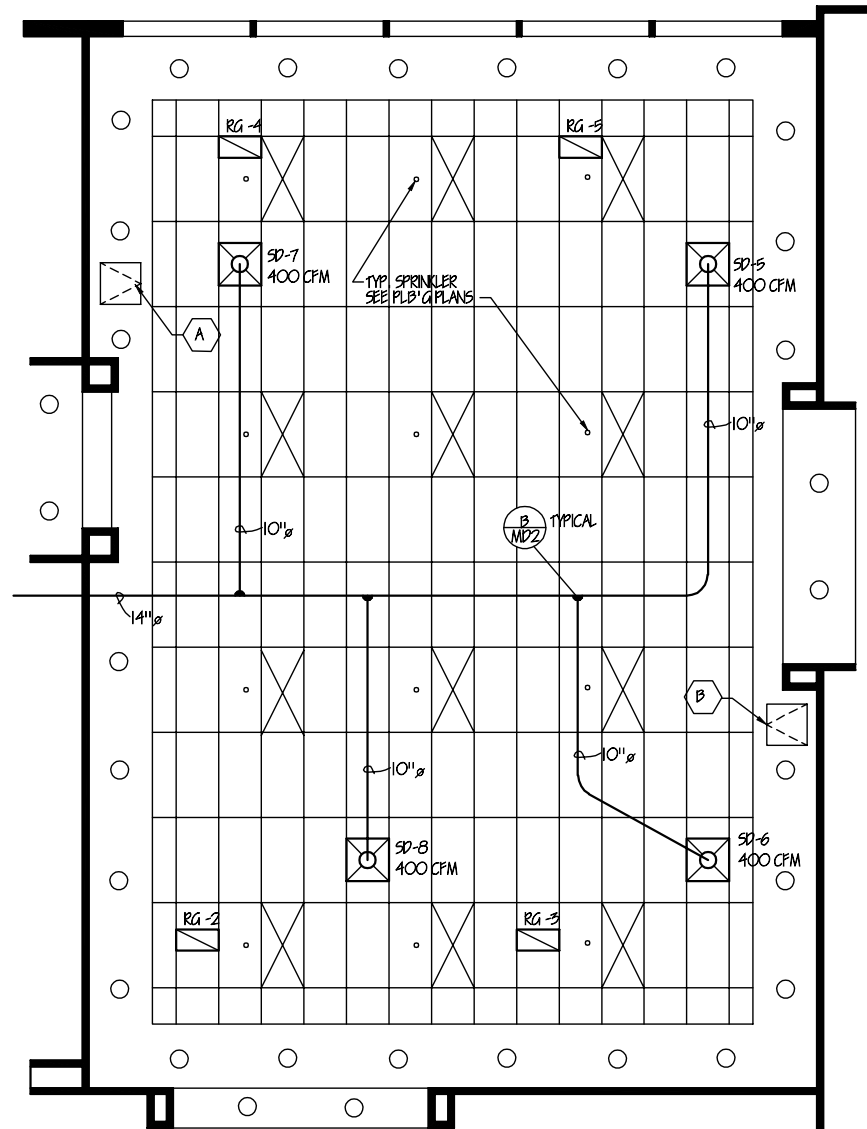 RG -4
RG -5
SD-7
400 CFM
TYP. SPRINKLER
SEE PLB'G PLANS
SD-5
400 CFM
A
10"ø
B
MD2
TYPICAL
10"ø
14"ø
B
10"ø
10"ø
SD-8
400 CFM
SD-6
400 CFM
RG -2
RG -3